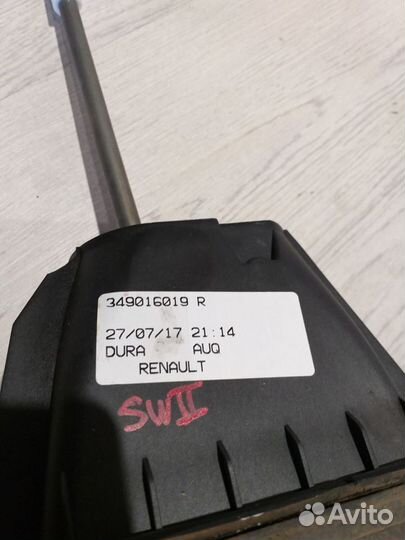 349016019 R
27/07/17 21:14
DURA AUQ
RENAULT
SWII
Avito